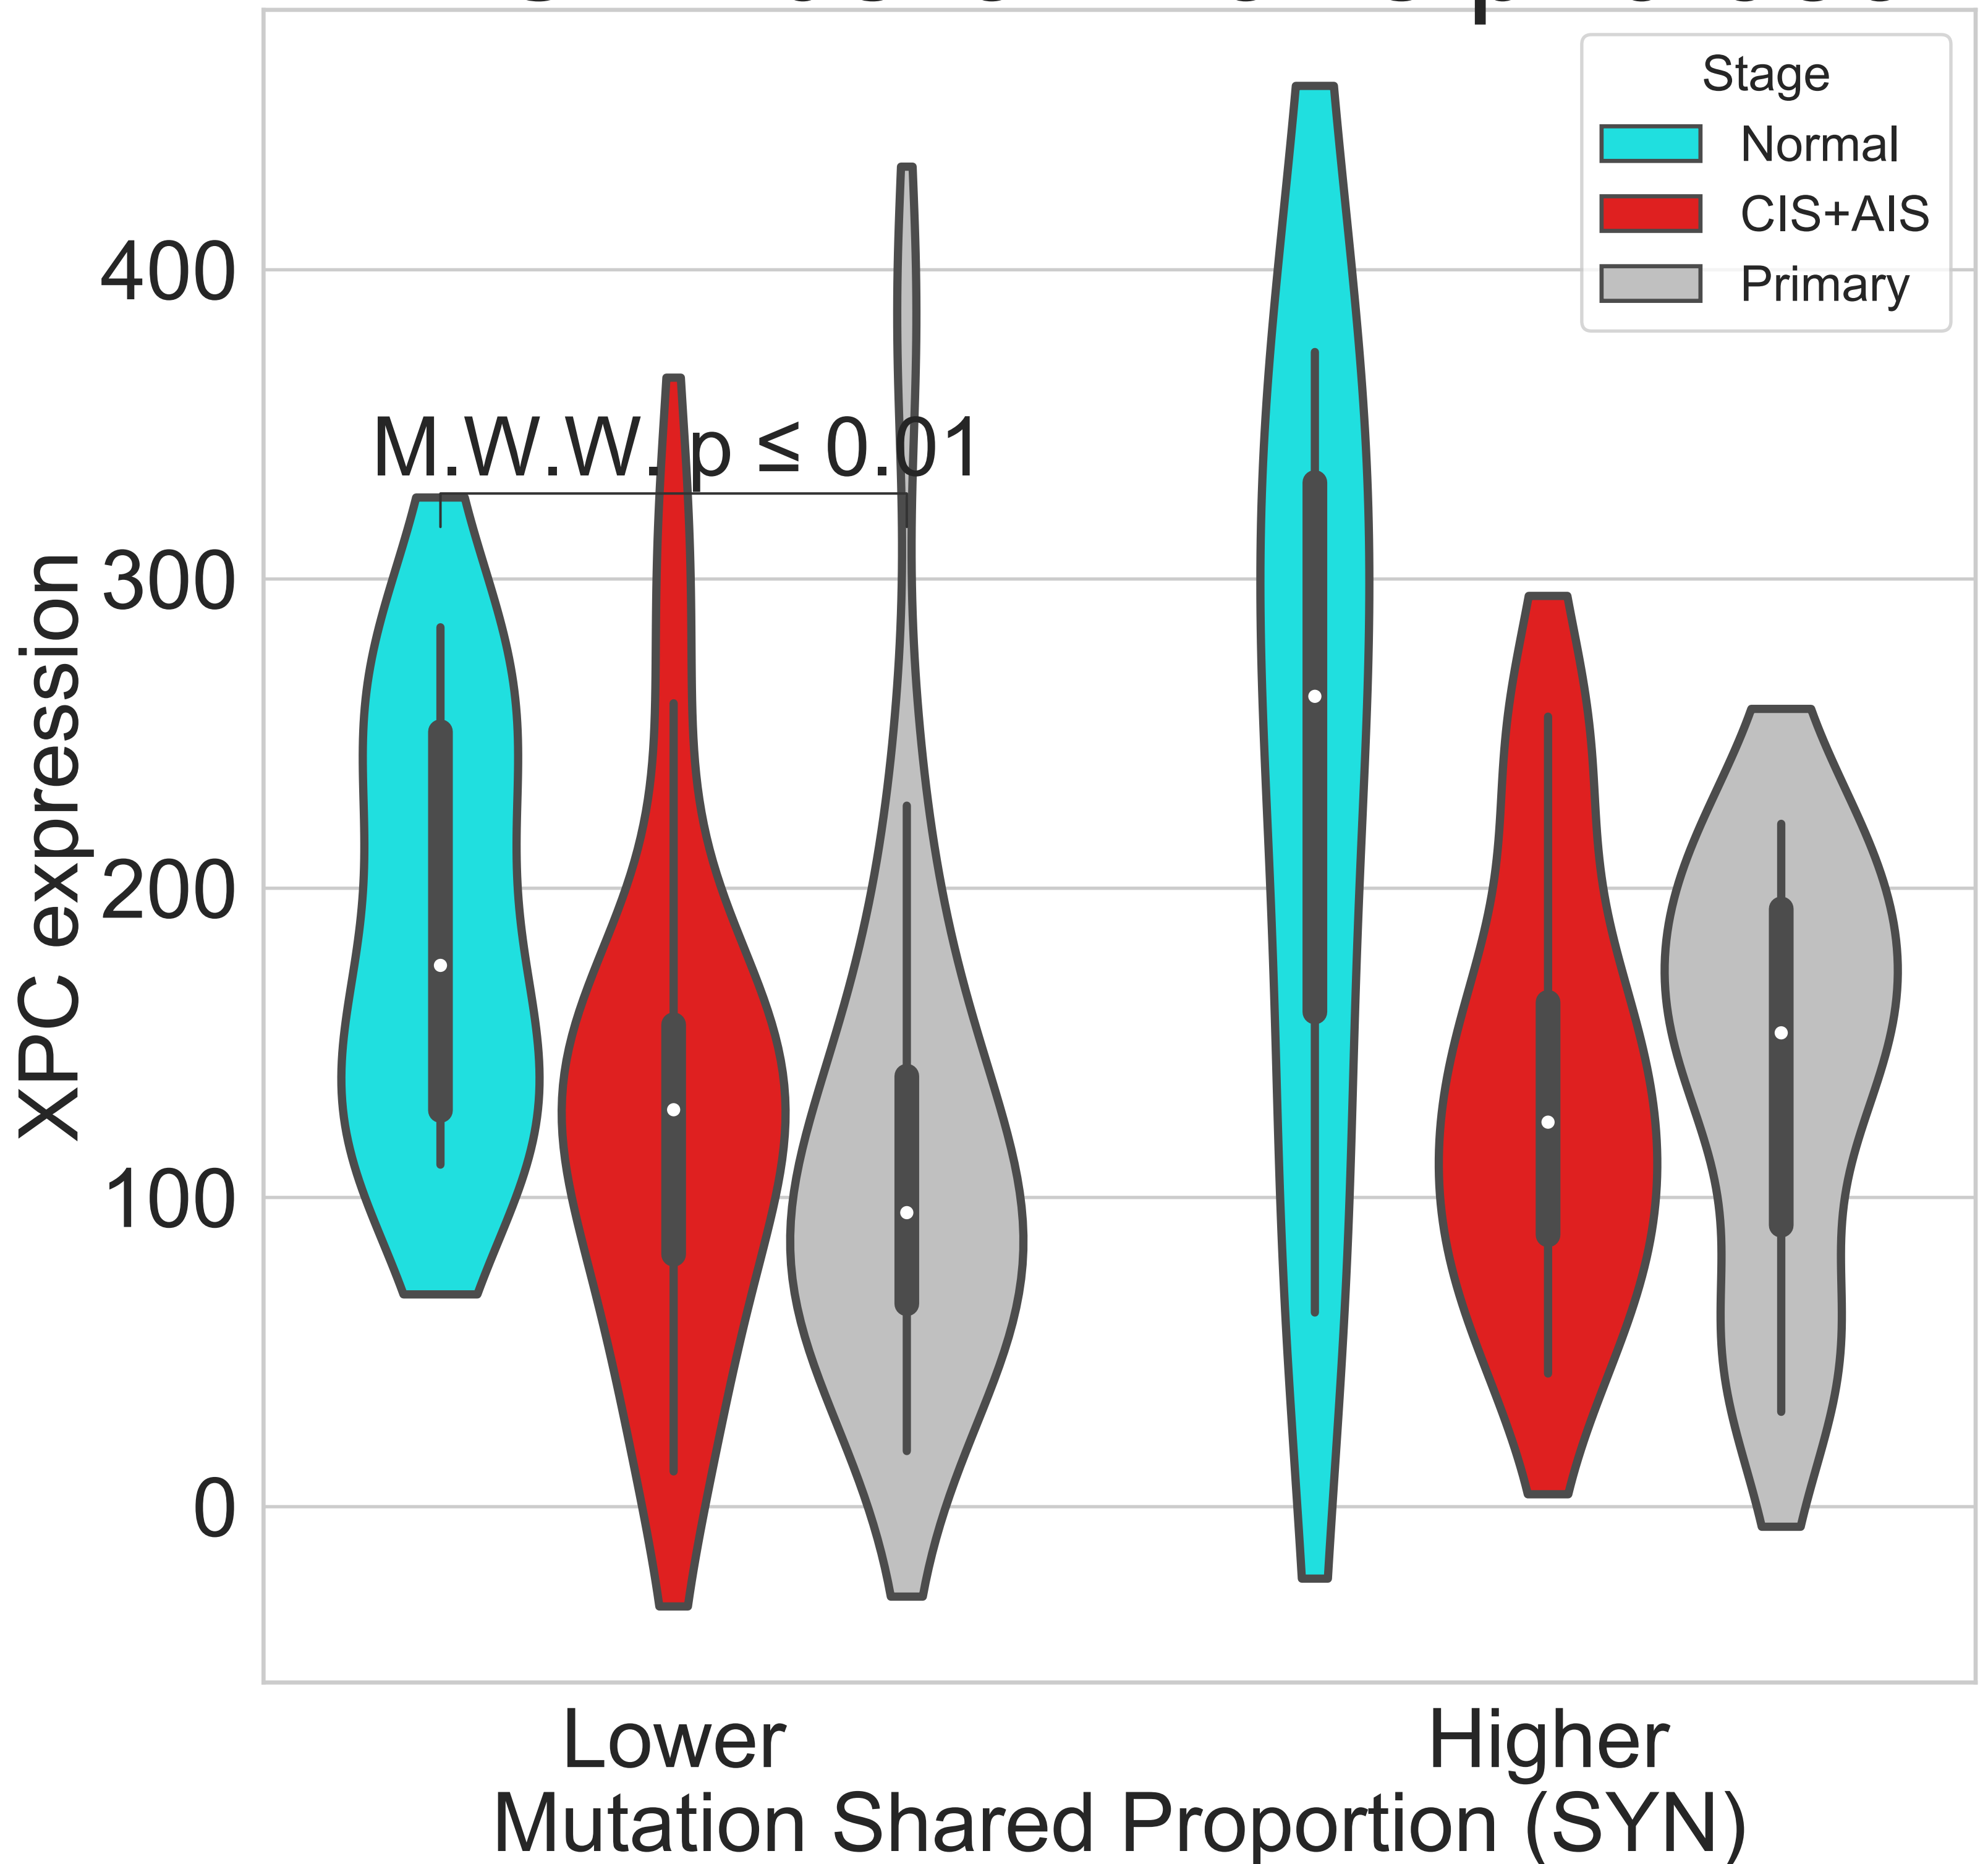 Stage
Normal
CIS+AIS
Primary
400
300
200
100
0
M.W.W. p ≤ 0.01
XPC expression
Lower
Higher
Mutation Shared Proportion (SYN)